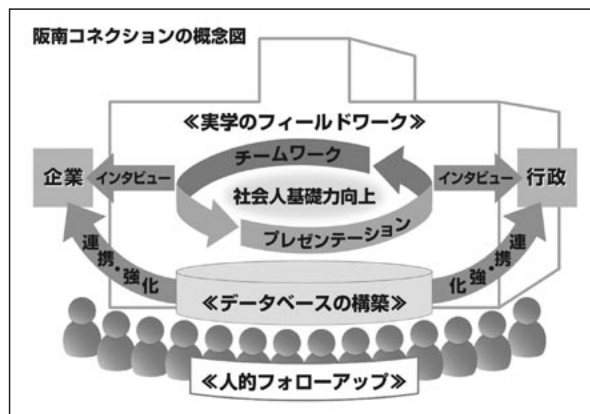 阪南コネクションの概念図
≪実学のフィールドワーク≫
チームワーク
企業
インタビュー
社会人基礎力向上
インタビュー
行政
プレゼンテーション
連携・強化
連携・強化
≪データベースの構築≫
≪人的フォローアップ≫